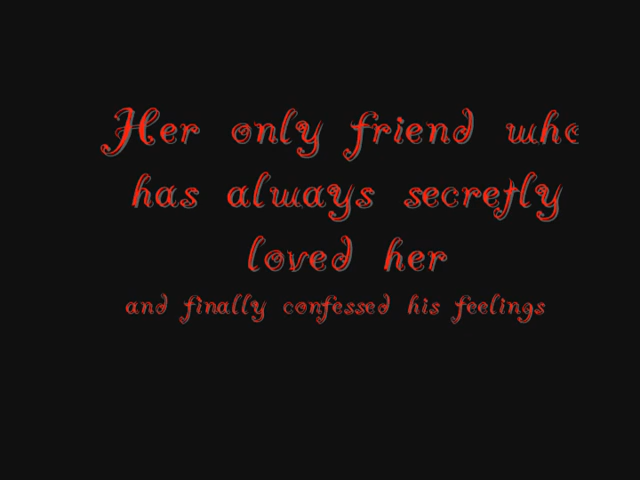 Her only friend who
has always secretly
loved her
and finally confessed his feelings